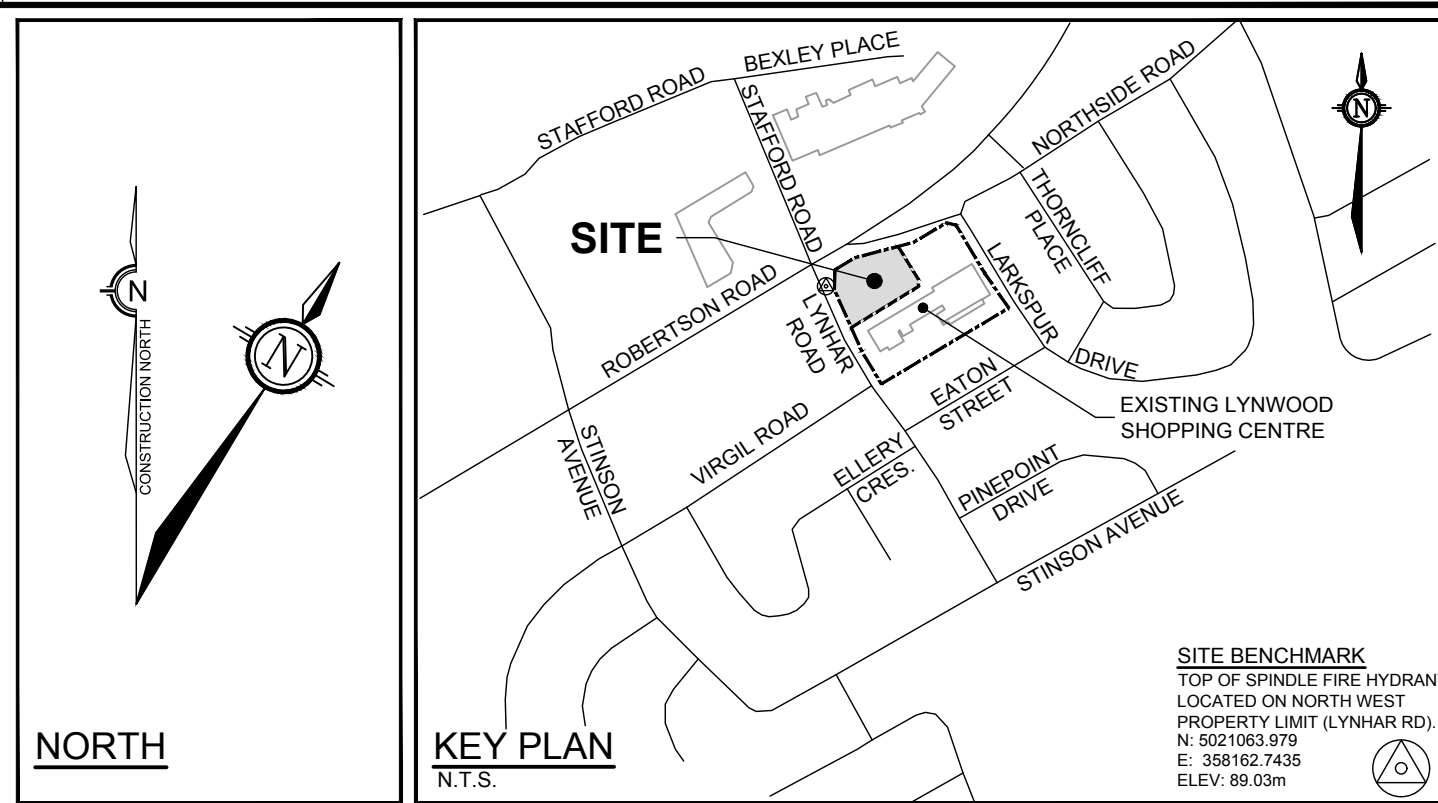 N
CONSTRUCTION NORTH
N
NORTH
BEXLEY PLACE
STAFFORD ROAD
STAFFORD ROAD
NORTHSIDE ROAD
N
THORNCLIFF
PLACE
SITE
LARKSPUR
DRIVE
ROBERTSON ROAD
LYNHAR
ROAD
EATON
STREET
EXISTING LYNWOOD
SHOPPING CENTRE
STINSON
AVENUE
VIRGIL ROAD
ELLERY
CRES.
PINEPOINT
DRIVE
STINSON AVENUE
SITE BENCHMARK
TOP OF SPINDLE FIRE HYDRANT
LOCATED ON NORTH WEST
PROPERTY LIMIT (LYNHAR RD).
N: 5021063.979
E: 358162.7435
ELEV: 89.03m
KEY PLAN
N.T.S.